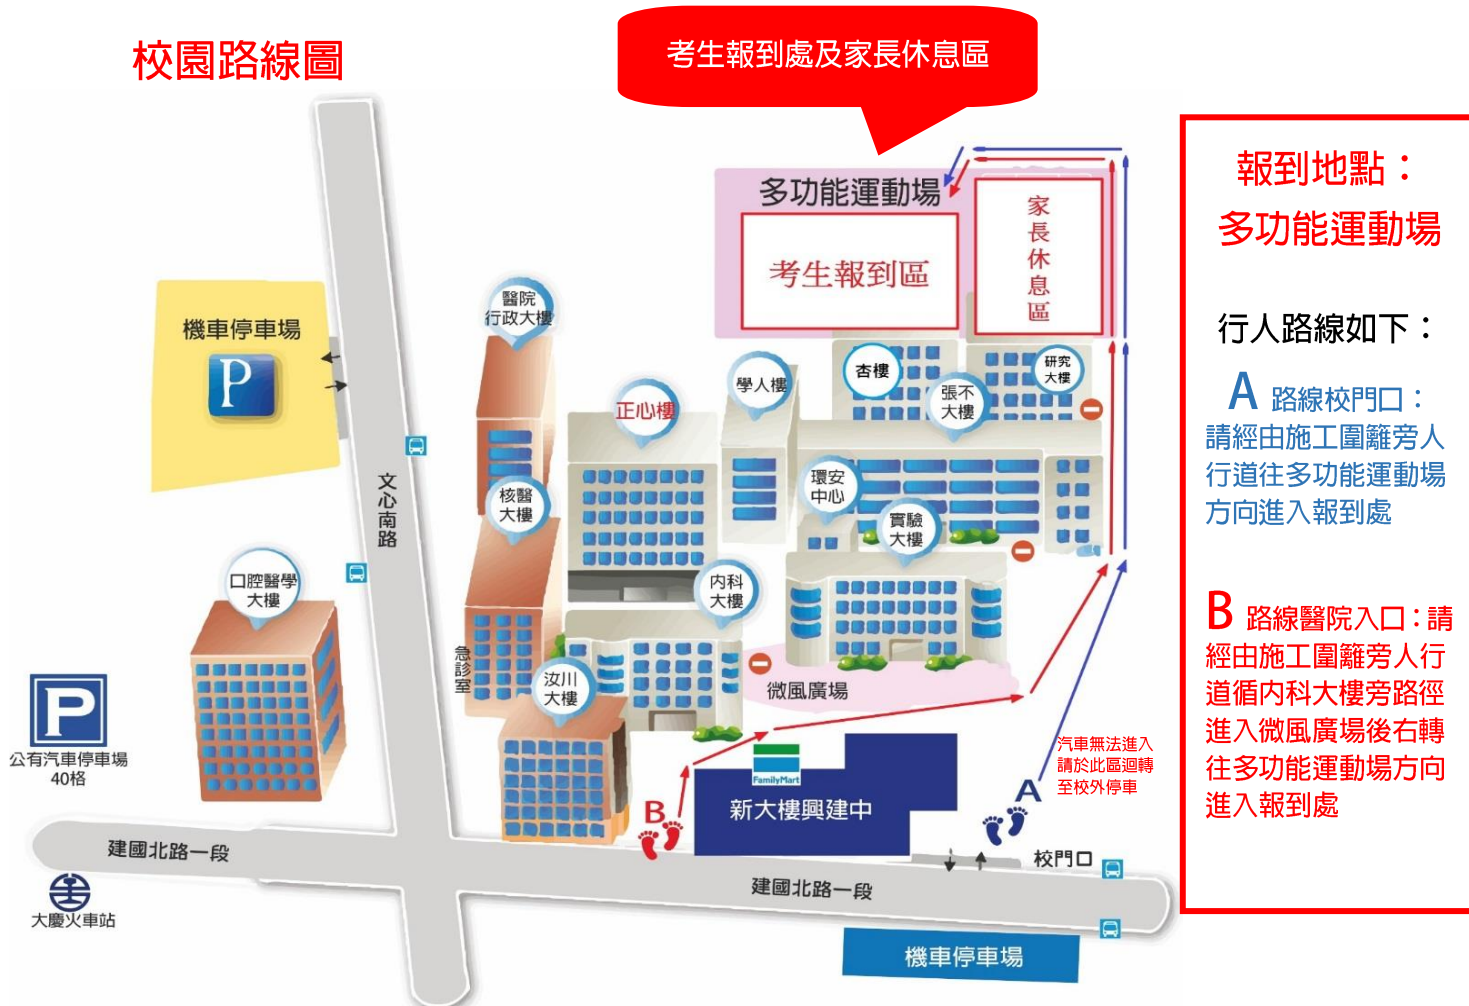 校園路線圖
考生報到處及家長休息區
多功能運動場
考生報到區
家長休息區
醫院
行政大樓
機車停車場
P
正心樓
學人樓
杏樓
研究
大樓
張不
大樓
文心南路
核醫
大樓
環安
中心
實驗
大樓
口腔醫學
大樓
內科
大樓
急診室
汝川
大樓
微風廣場
P
公有汽車停車場
40格
汽車無法進入
請於此區迴轉
至校外停車
FamilyMart
新大樓興建中
A
B
建國北路一段
校門口
建國北路一段
大慶火車站
機車停車場
報到地點：
多功能運動場
行人路線如下：
A 路線校門口：
請經由施工圍籬旁人
行道往多功能運動場
方向進入報到處
B 路線醫院入口：請
經由施工圍籬旁人行
道循內科大樓旁路徑
進入微風廣場後右轉
往多功能運動場方向
進入報到處